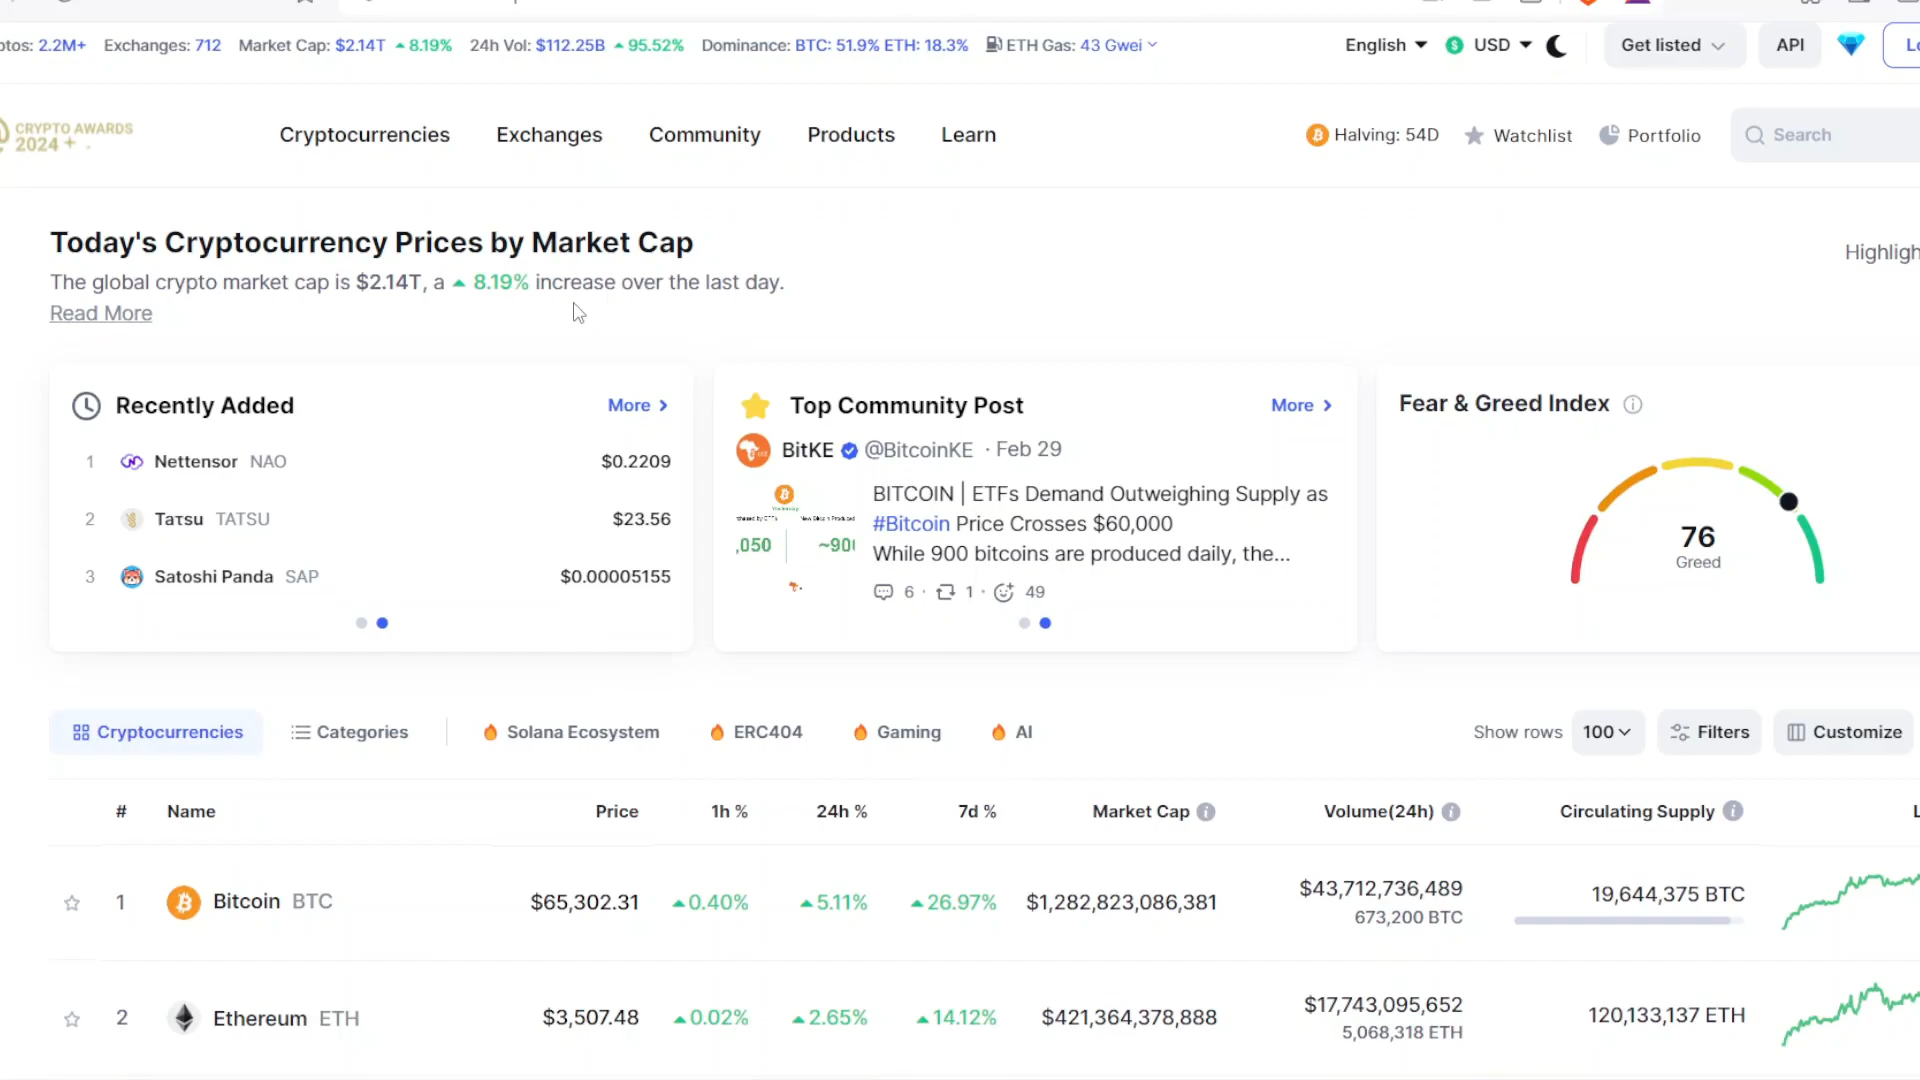 2.2M+ Exchanges: 712 Market Cap: $2.14T 8.19% 24h Vol: $112.25B 95.52% Dominance: BTC: 51.9% ETH: 18.3% ETH Gas: 43 Gwei English USD Get listed API
CRYPTO AWARDS
2024
Cryptocurrencies Exchanges Community Products Learn Halving: 54D Watchlist Portfolio Search
Today's Cryptocurrency Prices by Market Cap
The global crypto market cap is $2.14T, a 8.19% increase over the last day.
Read More
Recently Added More
1 Nettensor NAO $0.2209
2 Taτsu TATSU $23.56
3 Satoshi Panda SAP $0.00005155
Top Community Post More
BitKE @BitcoinKE · Feb 29
BITCOIN | ETFs Demand Outweighing Supply as
#Bitcoin Price Crosses $60,000
While 900 bitcoins are produced daily, the...
,050 ~900
6 · 1 · 49
Fear & Greed Index
76
Greed
Cryptocurrencies Categories Solana Ecosystem ERC404 Gaming AI Show rows 100 Filters Customize
# Name Price 1h % 24h % 7d % Market Cap Volume(24h) Circulating Supply
1 Bitcoin BTC $65,302.31 0.40% 5.11% 26.97% $1,282,823,086,381 $43,712,736,489 19,644,375 BTC
673,200 BTC
2 Ethereum ETH $3,507.48 0.02% 2.65% 14.12% $421,364,378,888 $17,743,095,652 120,133,137 ETH
5,068,318 ETH